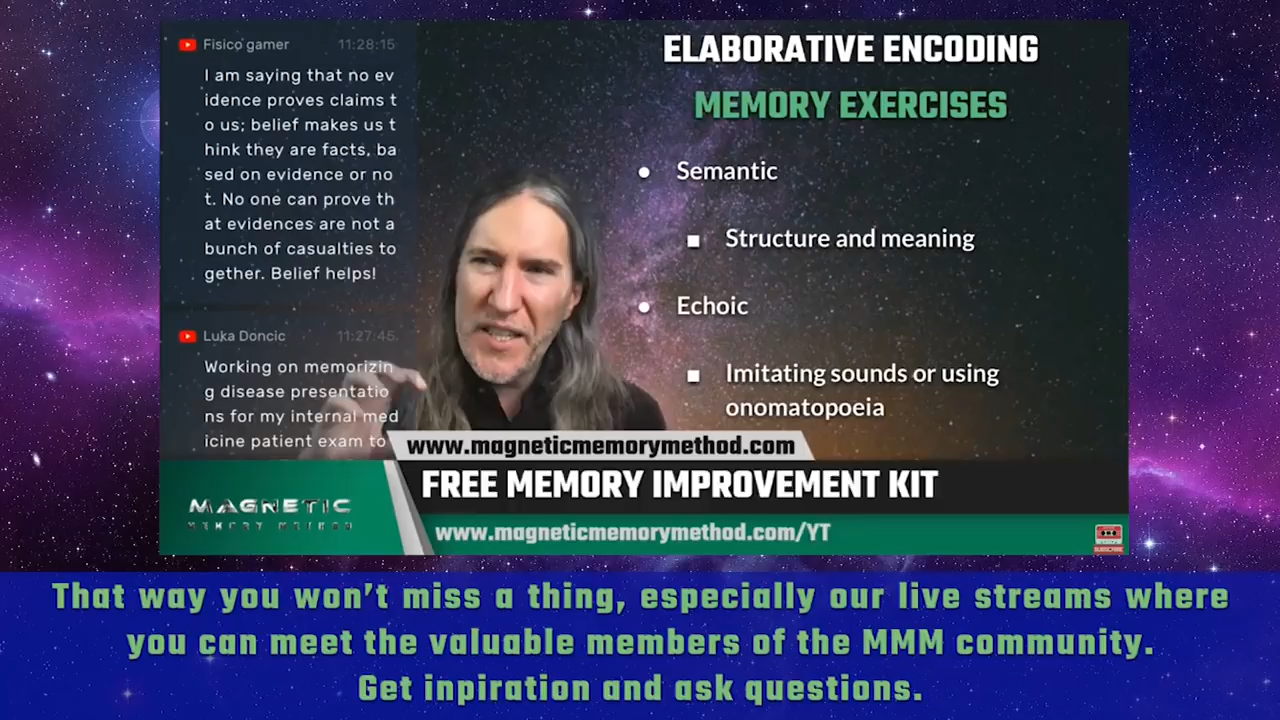 Fisico gamer 11:28:15
I am saying that no ev
idence proves claims t
o us; belief makes us t
hink they are facts, ba
sed on evidence or no
t. No one can prove th
at evidences are not a
bunch of casualties to
gether. Belief helps!
Luka Doncic 11:27:45
Working on memorizin
g disease presentatio
ns for my internal med
icine patient exam to
ELABORATIVE ENCODING
MEMORY EXERCISES
• Semantic
▪ Structure and meaning
• Echoic
▪ Imitating sounds or using
onomatopoeia
www.magneticmemorymethod.com
FREE MEMORY IMPROVEMENT KIT
MAGNETIC
MEMORY METHOD
www.magneticmemorymethod.com/YT
SUBSCRIBE
That way you won't miss a thing, especially our live streams where
you can meet the valuable members of the MMM community.
Get inpiration and ask questions.